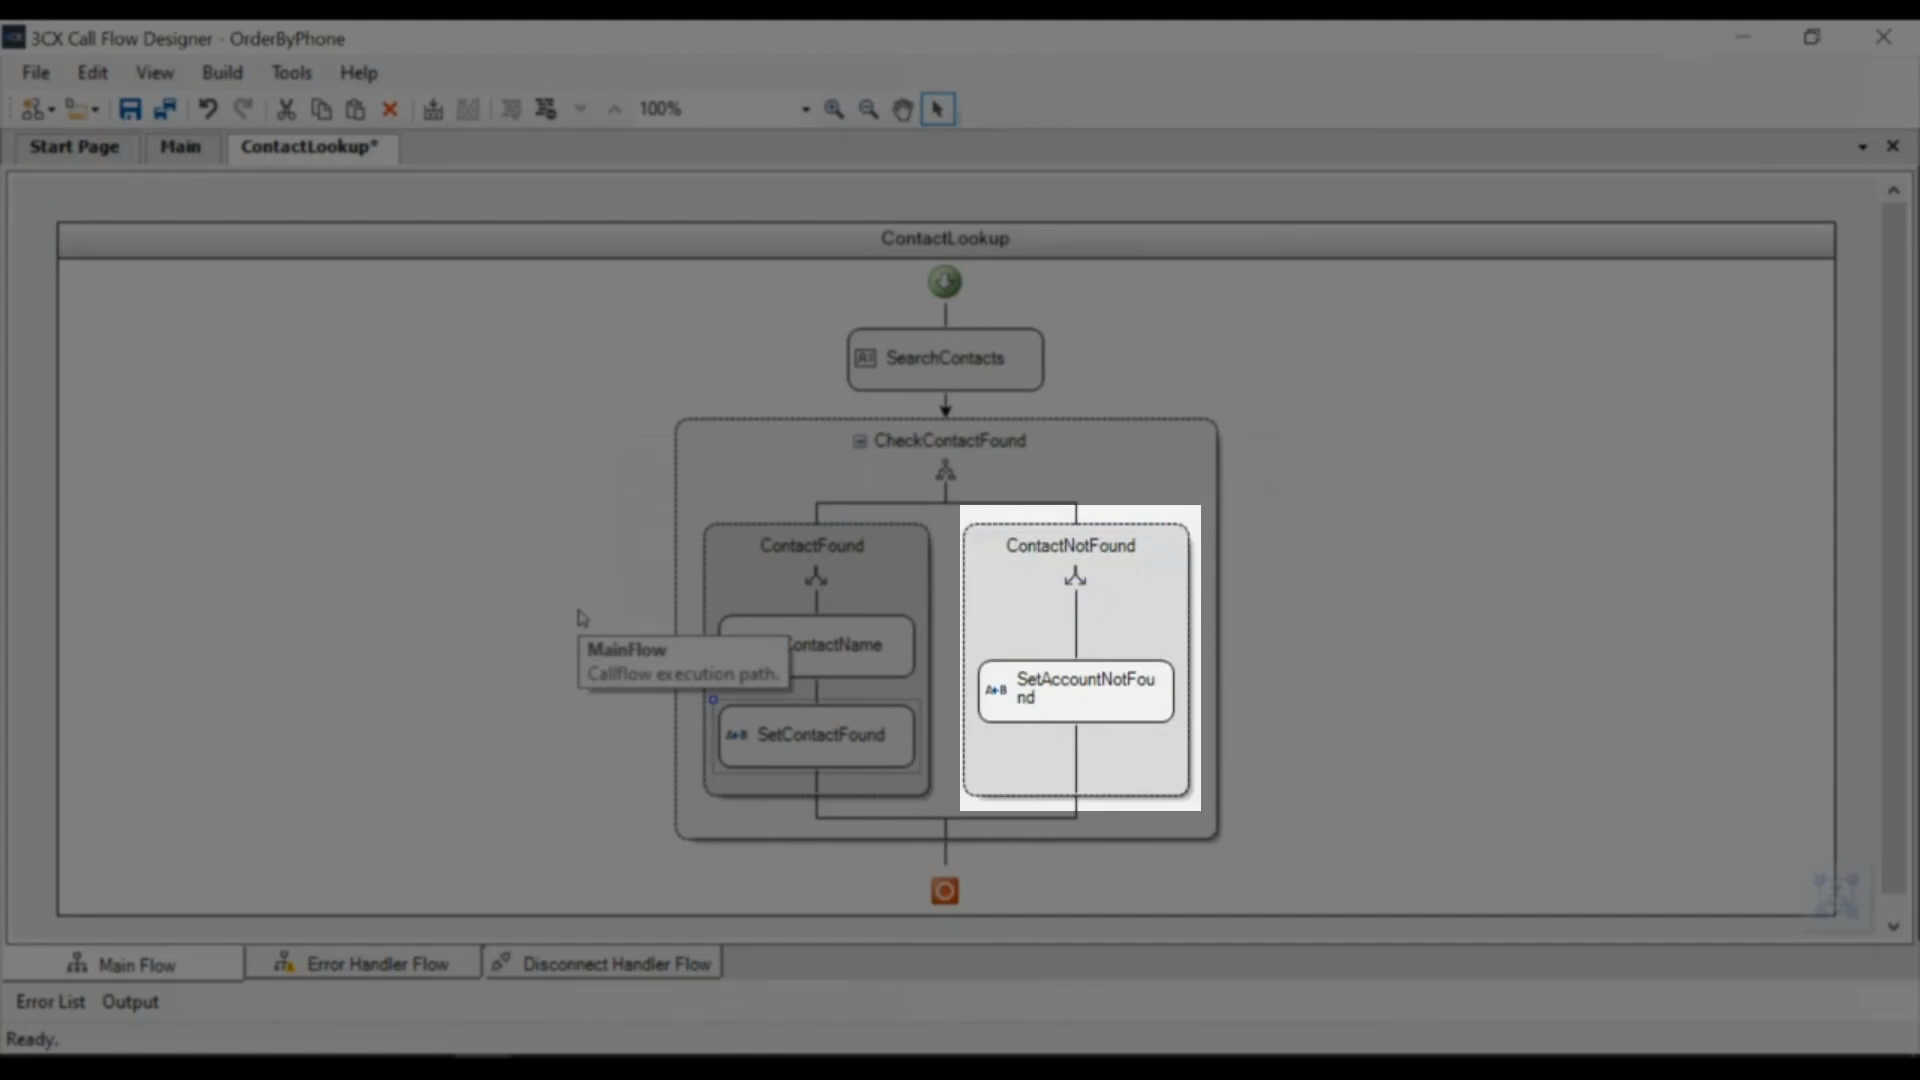 3CX Call Flow Designer - OrderByPhone
File Edit View Build Tools Help
100%
Start Page Main ContactLookup*
ContactLookup
SearchContacts
CheckContactFound
ContactFound
ContactNotFound
ContactName
MainFlow
Callflow execution path.
A+B SetAccountNotFou
nd
A+B SetContactFound
Main Flow Error Handler Flow Disconnect Handler Flow
Error List Output
Ready.